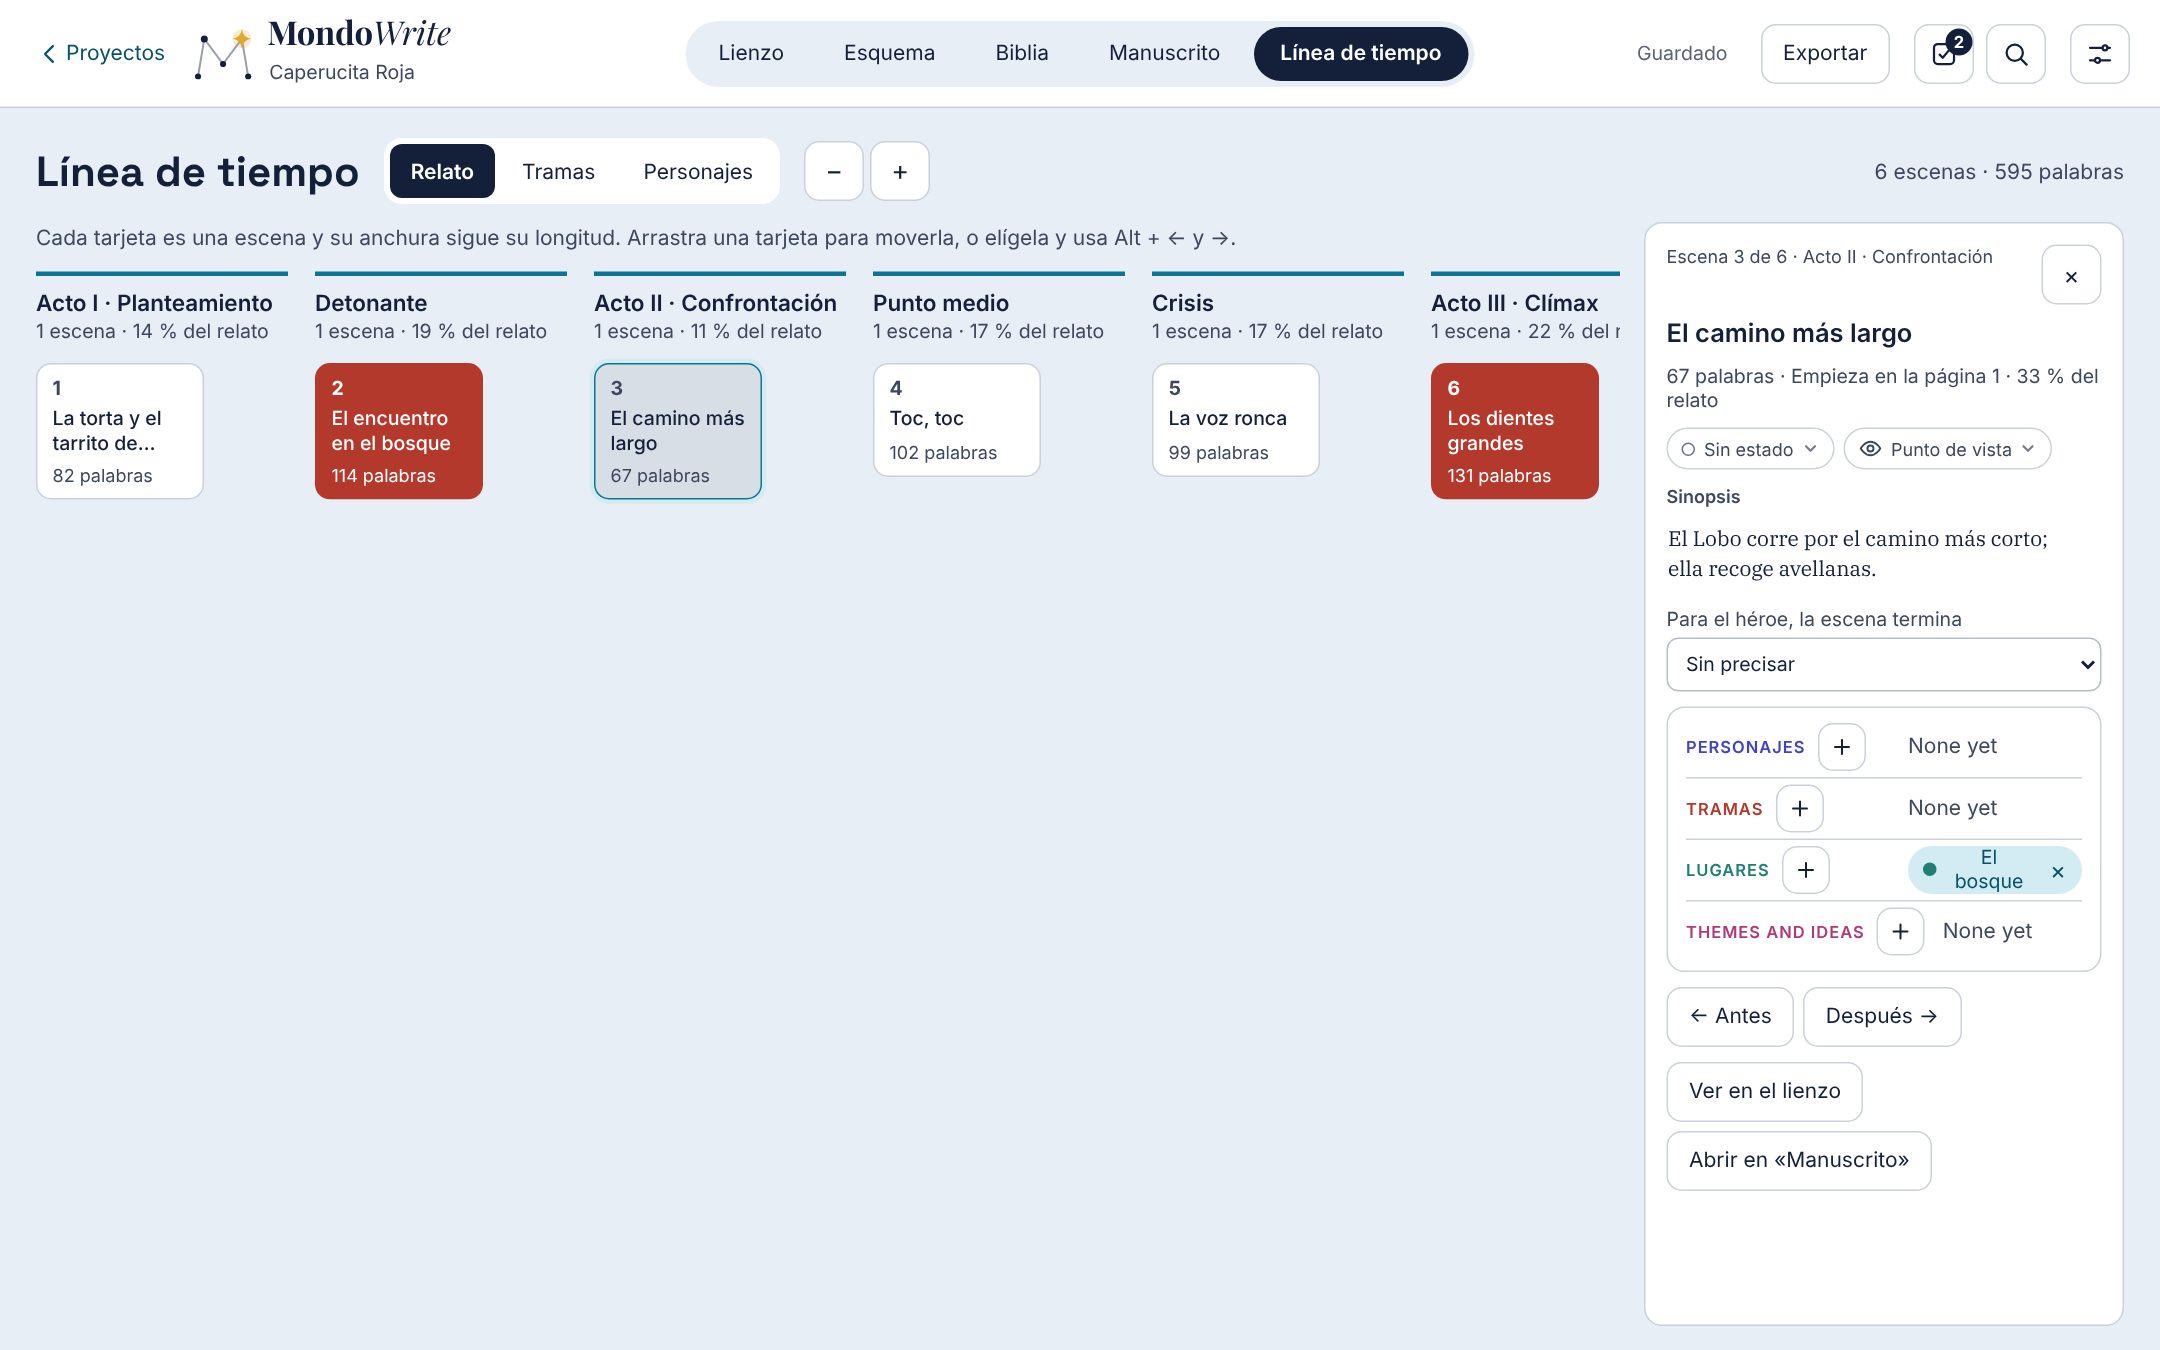 Proyectos
MondoWrite
Caperucita Roja
Lienzo
Esquema
Biblia
Manuscrito
Línea de tiempo
Guardado
Exportar
2
Línea de tiempo
Relato
Tramas
Personajes
−
+
6 escenas · 595 palabras
Cada tarjeta es una escena y su anchura sigue su longitud. Arrastra una tarjeta para moverla, o elígela y usa Alt + ← y →.
Acto I · Planteamiento
1 escena · 14 % del relato
1
La torta y el
tarrito de...
82 palabras
Detonante
1 escena · 19 % del relato
2
El encuentro
en el bosque
114 palabras
Acto II · Confrontación
1 escena · 11 % del relato
3
El camino más
largo
67 palabras
Punto medio
1 escena · 17 % del relato
4
Toc, toc
102 palabras
Crisis
1 escena · 17 % del relato
5
La voz ronca
99 palabras
Acto III · Clímax
1 escena · 22 % del r
6
Los dientes
grandes
131 palabras
Escena 3 de 6 · Acto II · Confrontación
×
El camino más largo
67 palabras · Empieza en la página 1 · 33 % del
relato
Sin estado
Punto de vista
Sinopsis
El Lobo corre por el camino más corto;
ella recoge avellanas.
Para el héroe, la escena termina
Sin precisar
PERSONAJES + None yet
TRAMAS + None yet
LUGARES + El
bosque ×
THEMES AND IDEAS + None yet
← Antes
Después →
Ver en el lienzo
Abrir en «Manuscrito»